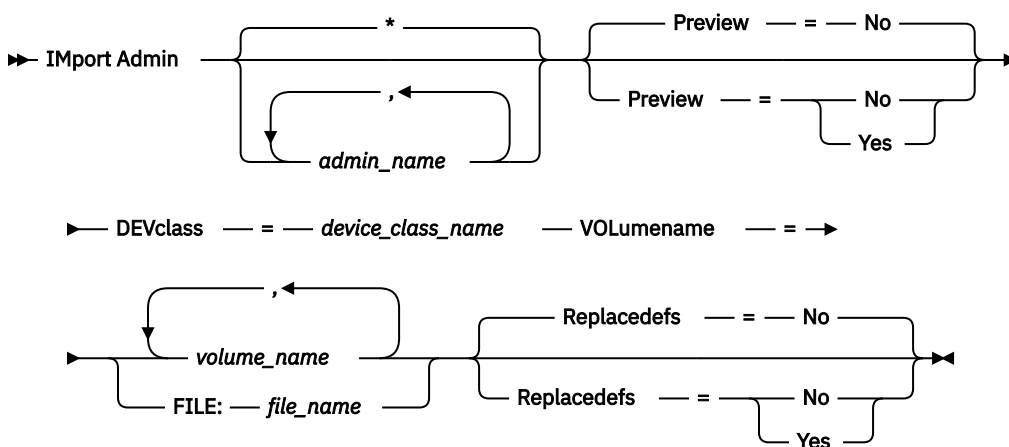 *
Preview = No
IMport Admin
,
admin_name
Preview = No
Yes
DEVclass = device_class_name VOLumename =
,
volume_name
FILE: file_name
Replacedefs = No
Replacedefs = No
Yes